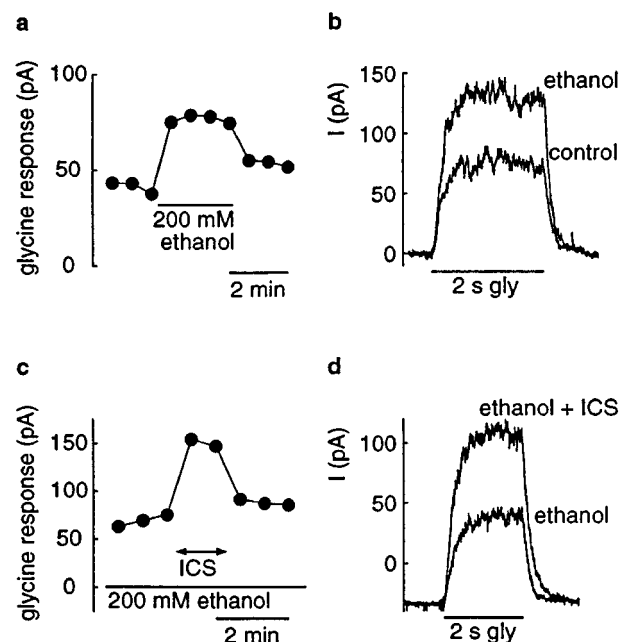 a
glycine response (pA)
100
50
0
200 mM
ethanol
2 min
b
I (pA)
150
100
50
0
ethanol
control
2 s gly
c
glycine response (pA)
150
100
50
0
ICS
200 mM ethanol
2 min
d
I (pA)
100
50
0
ethanol + ICS
ethanol
2 s gly